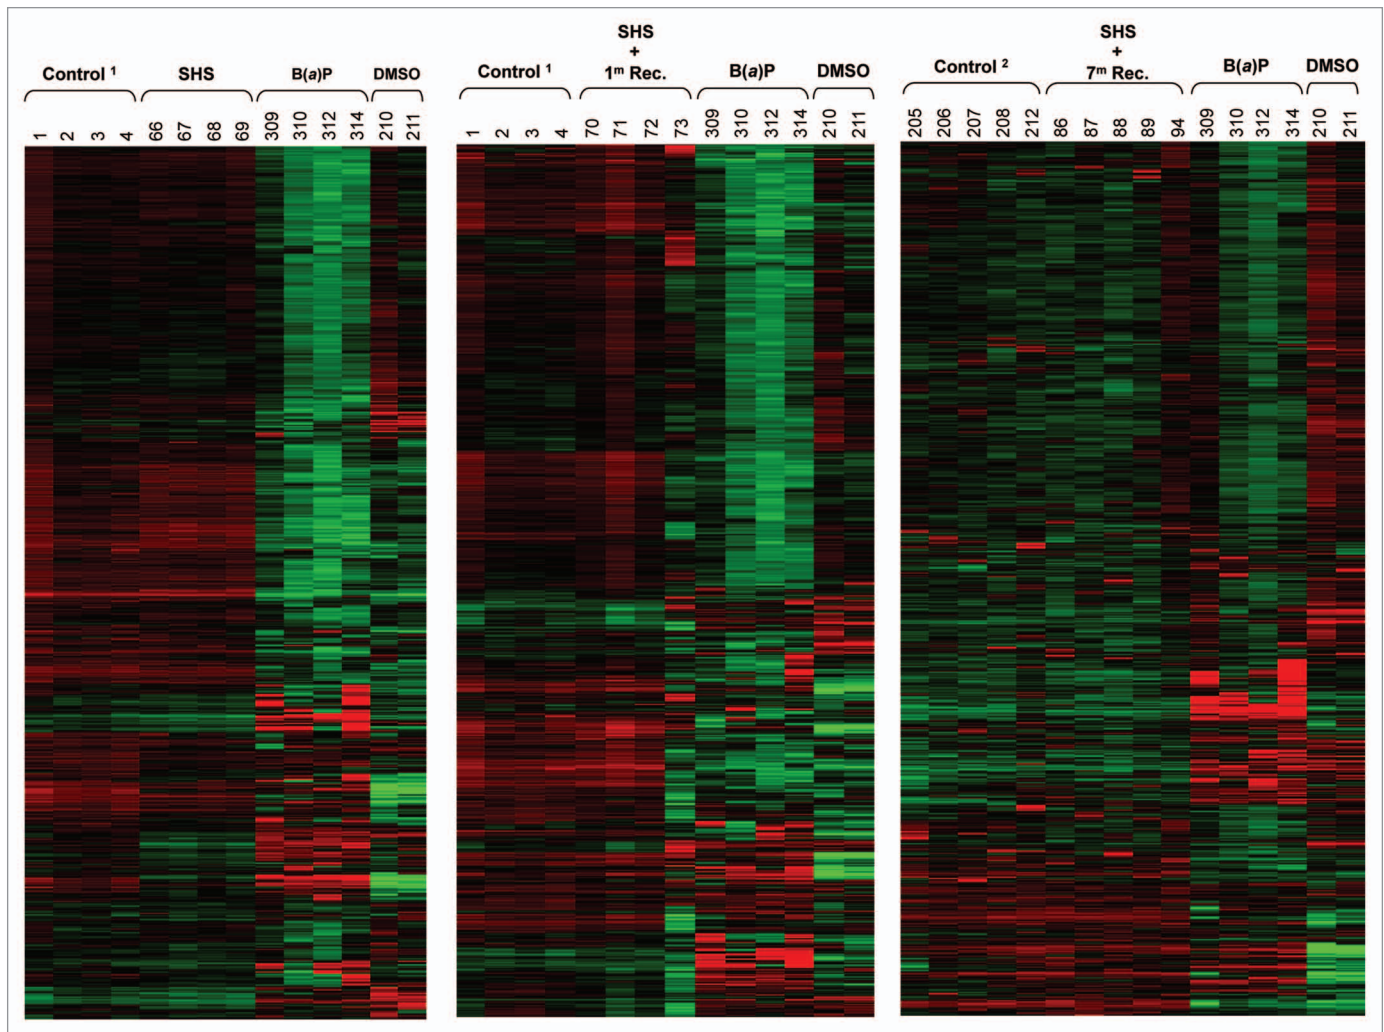 Control ¹ SHS B(a)P DMSO
1 2 3 4 66 67 68 69 309 310 312 314 210 211
SHS
+
1ᵐ Rec.
Control ¹ B(a)P DMSO
1 2 3 4 70 71 72 73 309 310 312 314 210 211
SHS
+
7ᵐ Rec.
Control ² B(a)P DMSO
205 206 207 208 212 86 87 88 89 94 309 310 312 314 210 211